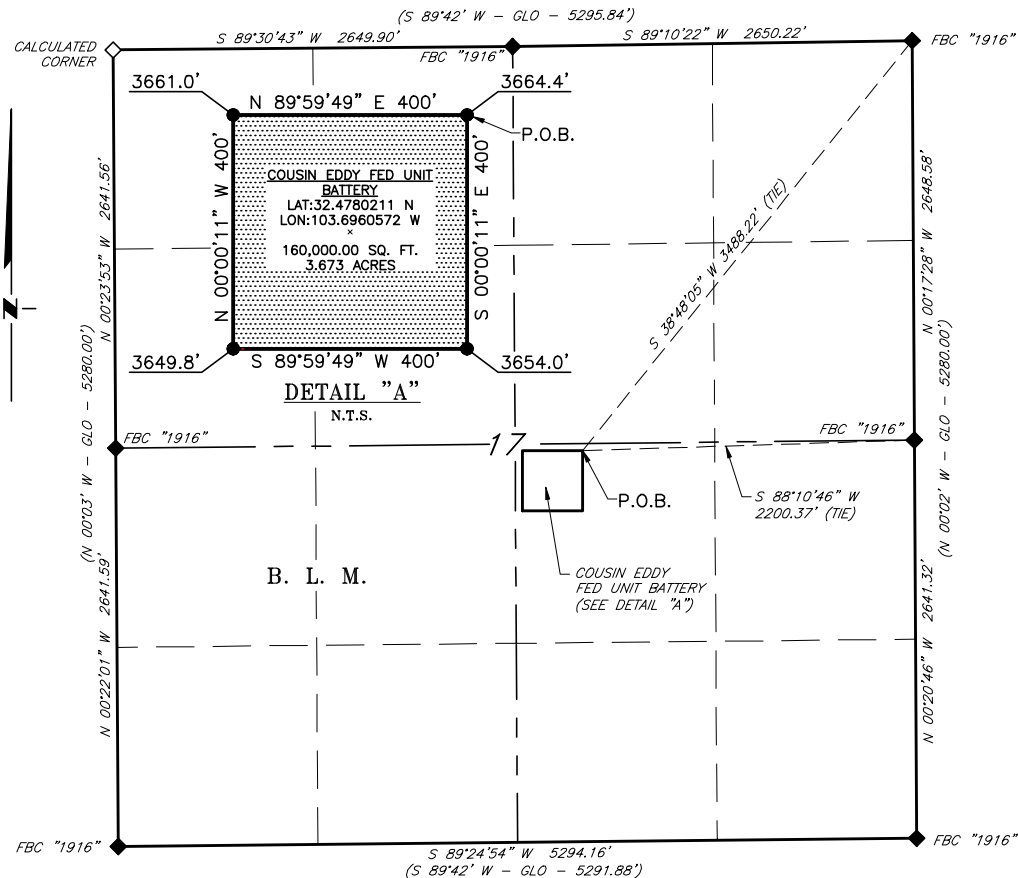 (S 89°42' W - GLO - 5295.84')
S 89°30'43" W 2649.90'
S 89°10'22" W 2650.22'
CALCULATED
CORNER
FBC "1916"
FBC "1916"
3661.0'
3664.4'
N 89°59'49" E 400'
P.O.B.
N 00°00'11" W 400'
S 00°00'11" E 400'
COUSIN EDDY FED UNIT
BATTERY
LAT:32.4780211 N
LON:103.6960572 W
×
160,000.00 SQ. FT.
3.673 ACRES
3649.8'
S 89°59'49" W 400'
3654.0'
DETAIL "A"
N.T.S.
N 00°23'53" W 2641.56'
(N 00°03' W - GLO - 5280.00')
N 00°22'01" W 2641.59'
N
S 38°48'05" W 3488.22' (TIE)
N 00°17'28" W 2648.58'
(N 00°02' W - GLO - 5280.00')
N 00°20'46" W 2641.32'
FBC "1916"
17
FBC "1916"
P.O.B.
S 88°10'46" W
2200.37' (TIE)
COUSIN EDDY
FED UNIT BATTERY
(SEE DETAIL "A")
B. L. M.
FBC "1916"
FBC "1916"
S 89°24'54" W 5294.16'
(S 89°42' W - GLO - 5291.88')